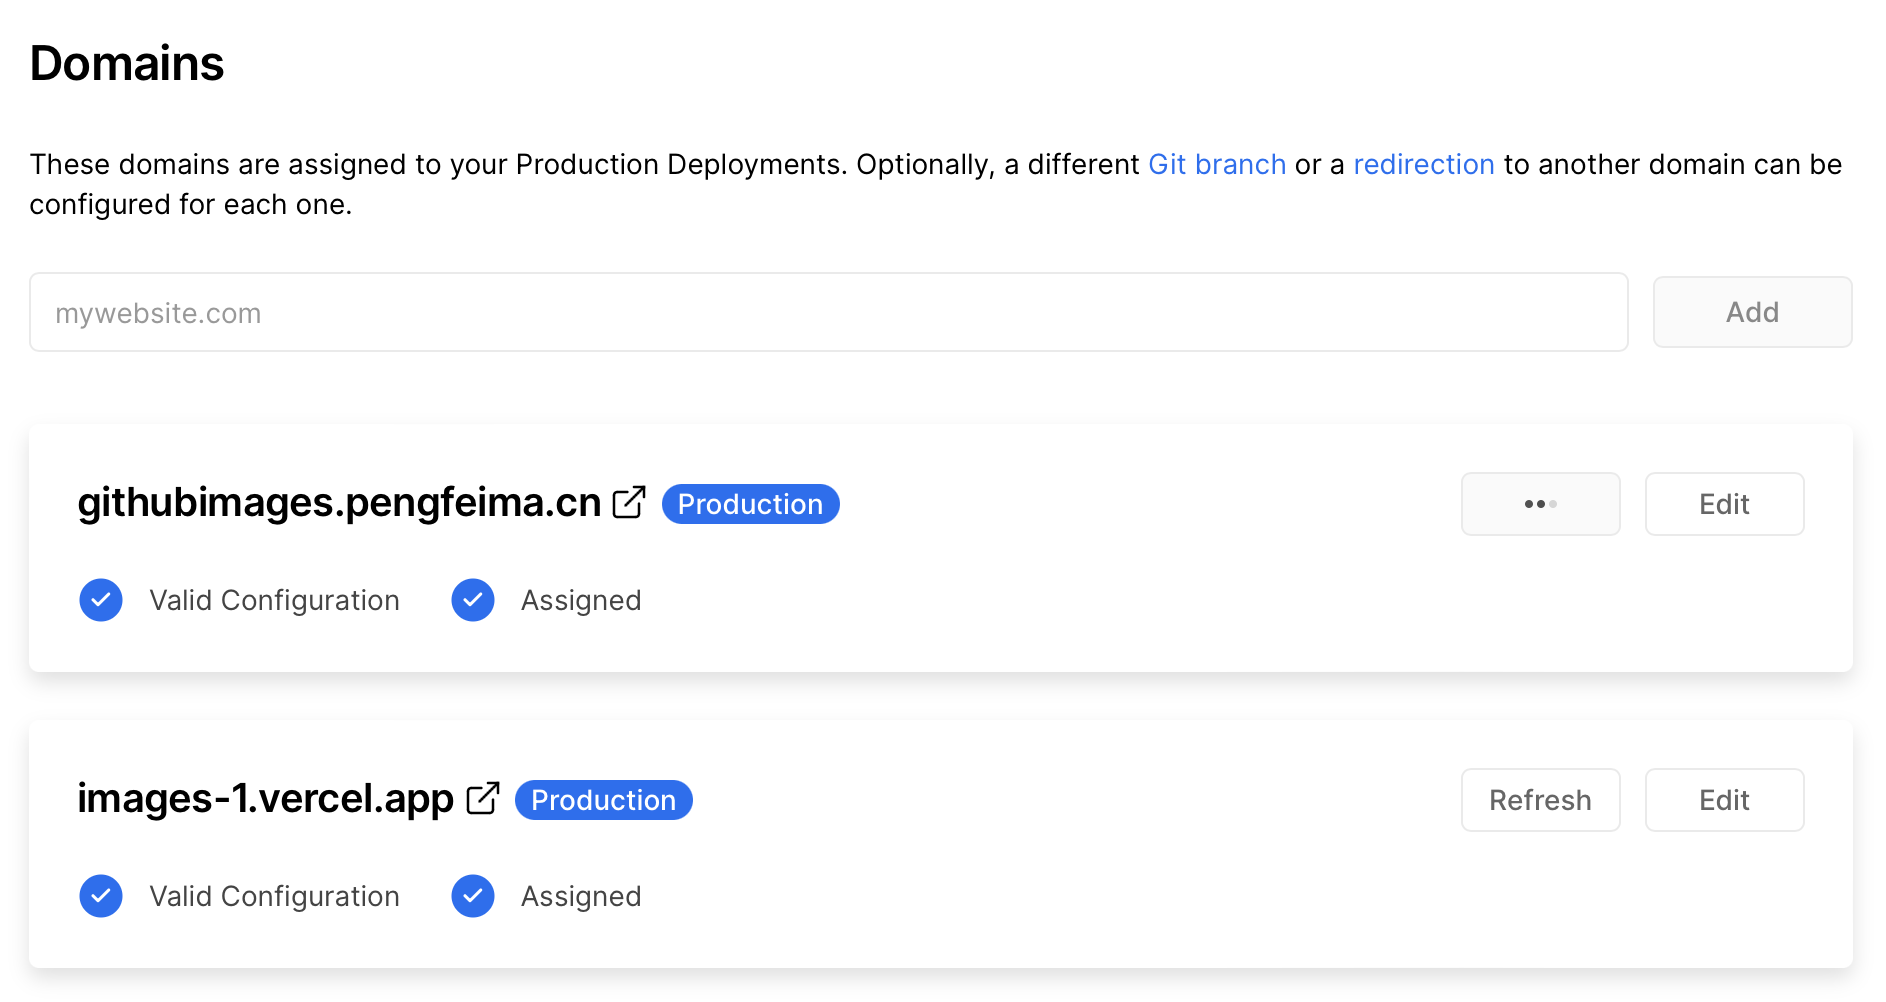 Domains
These domains are assigned to your Production Deployments. Optionally, a different Git branch or a redirection to another domain can be
configured for each one.
mywebsite.com Add
githubimages.pengfeima.cn Production Edit
Valid Configuration Assigned
images-1.vercel.app Production Refresh Edit
Valid Configuration Assigned